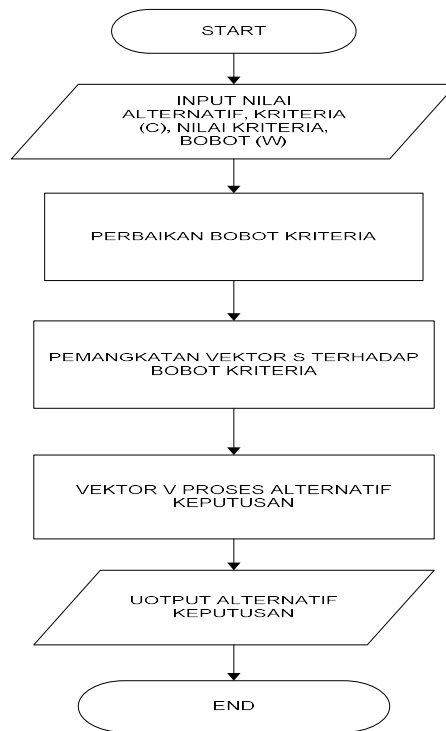 START
INPUT NILAI
ALTERNATIF, KRITERIA
(C), NILAI KRITERIA,
BOBOT (W)
PERBAIKAN BOBOT KRITERIA
PEMANGKATAN VEKTOR S TERHADAP
BOBOT KRITERIA
VEKTOR V PROSES ALTERNATIF
KEPUTUSAN
UOTPUT ALTERNATIF
KEPUTUSAN
END